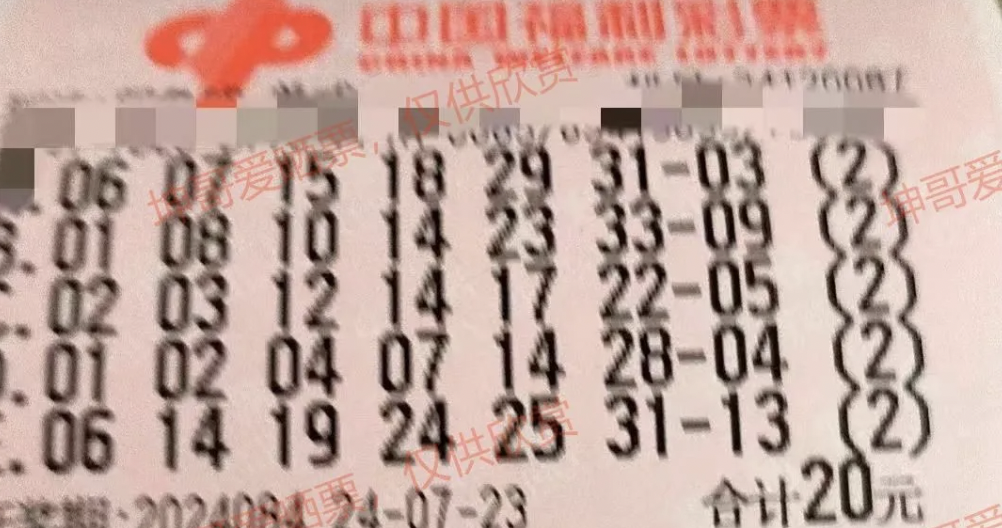 中国福利彩票
CHINA WELFARE LOTTERY
06 07 15 18 29 31-03 (2)
.01 08 10 14 23 33-09 (2)
.02 03 12 14 17 22-05 (2)
.01 02 04 07 14 28-04 (2)
.06 14 19 24 25 31-13 (2)
开奖期:2024084 24-07-23 合计20元
坤哥爱晒票，仅供欣赏
坤哥爱
坤哥爱晒票，仅供欣赏